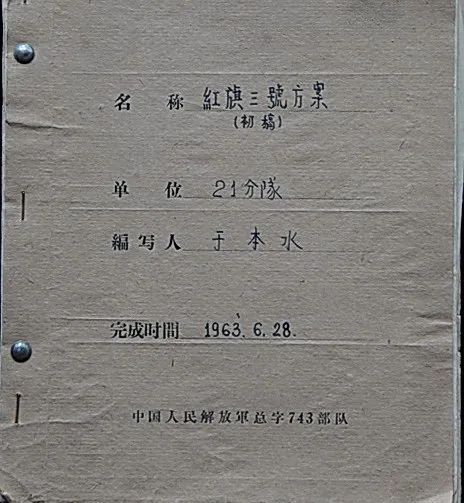 名称 紅旗三號方案
(初稿)
单位 21分隊
編写人 于本水
完成时間 1963.6.28.
中国人民解放軍总字743部队